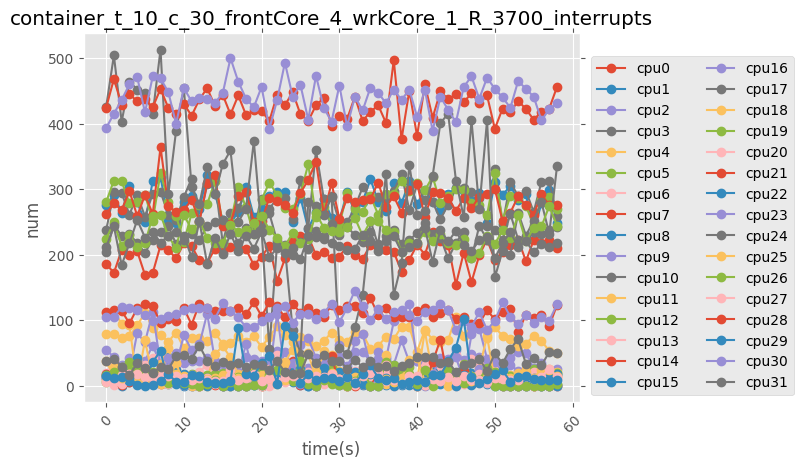 container_t_10_c_30_frontCore_4_wrkCore_1_R_3700_interrupts
500
400
300
200
100
0
num
0
10
20
30
40
50
60
time(s)
cpu0
cpu1
cpu2
cpu3
cpu4
cpu5
cpu6
cpu7
cpu8
cpu9
cpu10
cpu11
cpu12
cpu13
cpu14
cpu15
cpu16
cpu17
cpu18
cpu19
cpu20
cpu21
cpu22
cpu23
cpu24
cpu25
cpu26
cpu27
cpu28
cpu29
cpu30
cpu31